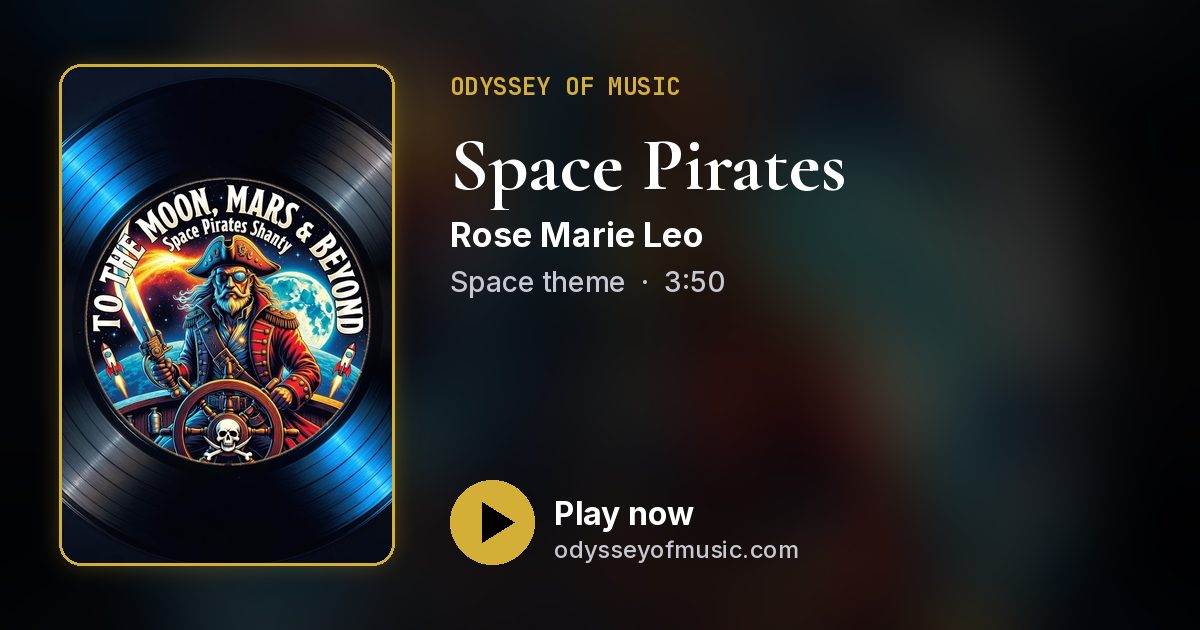 TO THE MOON, MARS & BEYOND
Space Pirates Shanty
ODYSSEY OF MUSIC
Space Pirates
Rose Marie Leo
Space theme · 3:50
Play now
odysseyofmusic.com